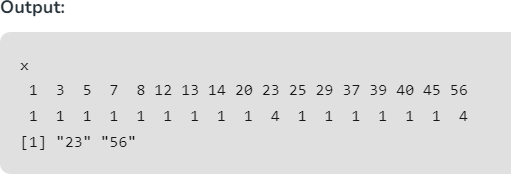 Output:
x
 1  3  5  7  8 12 13 14 20 23 25 29 37 39 40 45 56
 1  1  1  1  1  1  1  1  1  4  1  1  1  1  1  1  4
[1] "23" "56"